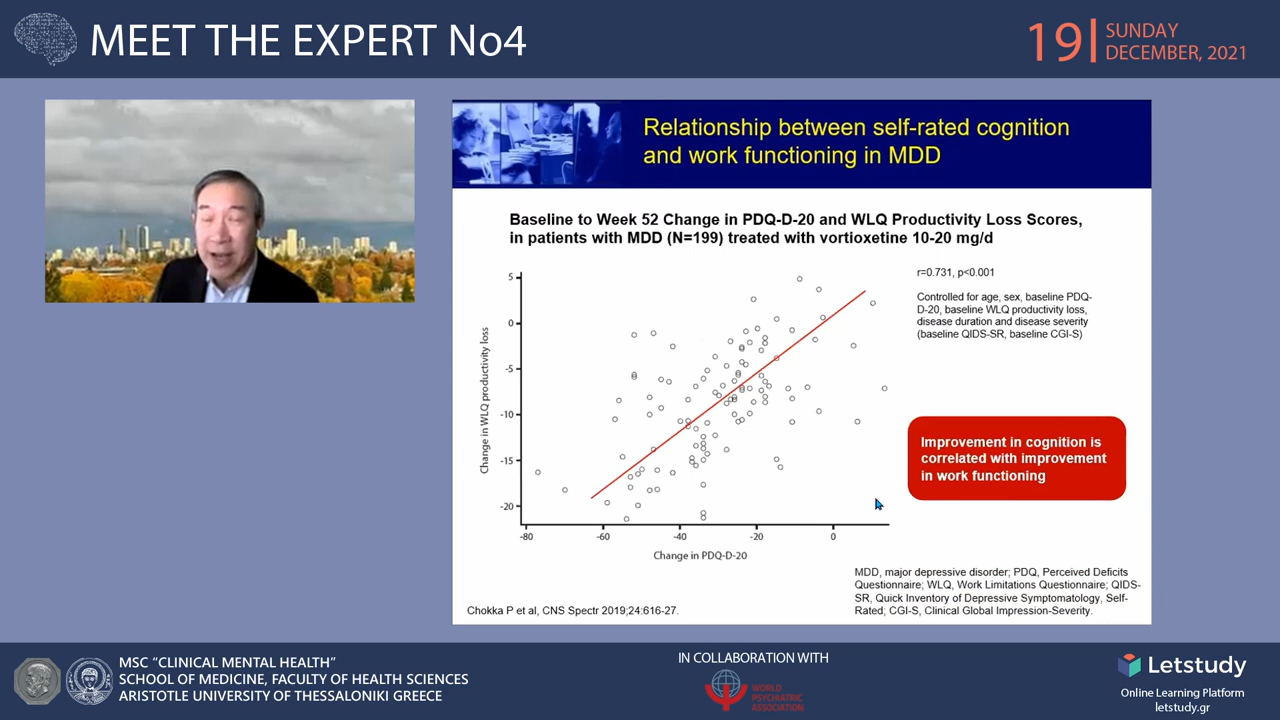 MEET THE EXPERT No4
19
SUNDAY
DECEMBER, 2021
Relationship between self-rated cognition
and work functioning in MDD
Baseline to Week 52 Change in PDQ-D-20 and WLQ Productivity Loss Scores,
in patients with MDD (N=199) treated with vortioxetine 10-20 mg/d
r=0.731, p<0.001
Controlled for age, sex, baseline PDQ-
D-20, baseline WLQ productivity loss,
disease duration and disease severity
(baseline QIDS-SR, baseline CGI-S)
Change in WLQ productivity loss
5
0
-5
-10
-15
-20
-80
-60
-40
-20
0
Change in PDQ-D-20
Improvement in cognition is
correlated with improvement
in work functioning
MDD, major depressive disorder; PDQ, Perceived Deficits
Questionnaire; WLQ, Work Limitations Questionnaire; QIDS-
SR, Quick Inventory of Depressive Symptomatology, Self-
Rated; CGI-S, Clinical Global Impression-Severity.
Chokka P et al, CNS Spectr 2019;24:616-27.
MSC "CLINICAL MENTAL HEALTH"
SCHOOL OF MEDICINE, FACULTY OF HEALTH SCIENCES
ARISTOTLE UNIVERSITY OF THESSALONIKI GREECE
IN COLLABORATION WITH
WORLD
PSYCHIATRIC
ASSOCIATION
Letstudy
Online Learning Platform
letstudy.gr